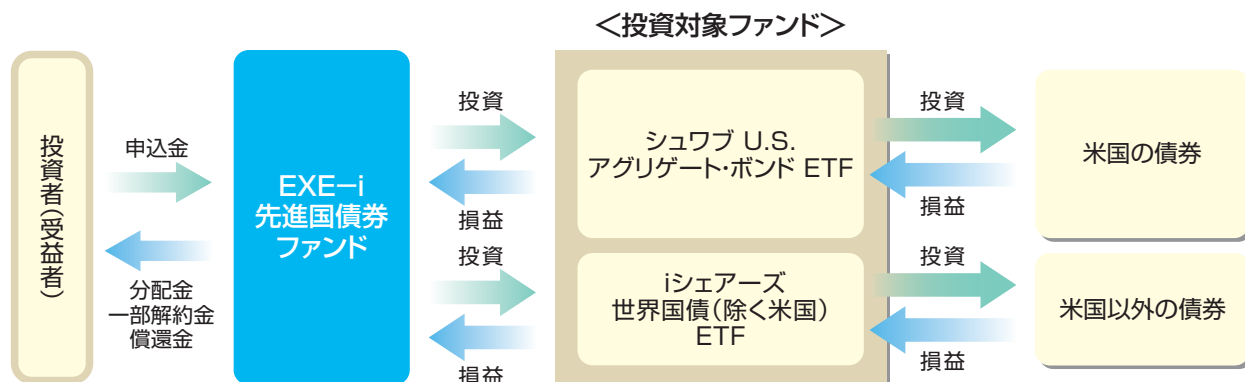 ＜投資対象ファンド＞
投資者（受益者）
申込金
分配金
一部解約金
償還金
EXE－i
先進国債券
ファンド
投資
損益
投資
損益
シュワブ U.S.
アグリゲート・ボンド ETF
iシェアーズ
世界国債（除く米国）
ETF
投資
損益
投資
損益
米国の債券
米国以外の債券